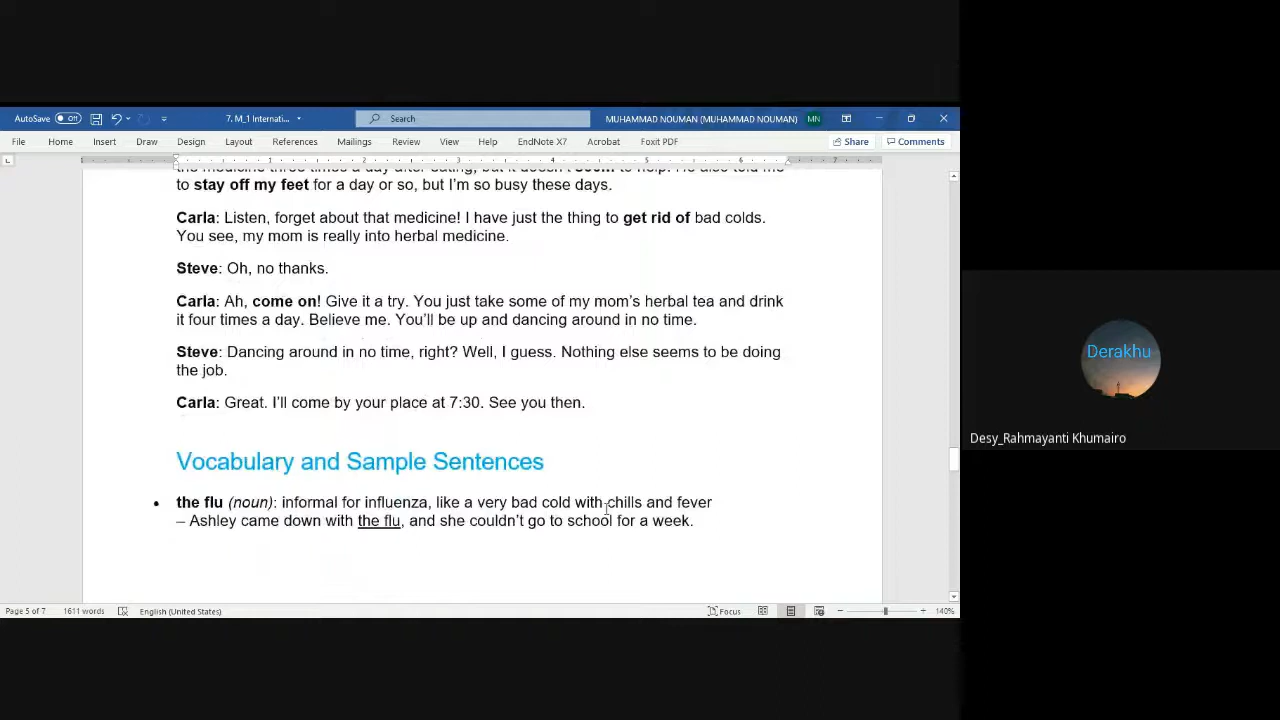 AutoSave Off 7. M_1 Internati... Search MUHAMMAD NOUMAN (MUHAMMAD NOUMAN) MN
File Home Insert Draw Design Layout References Mailings Review View Help EndNote X7 Acrobat Foxit PDF Share Comments
1 2 3 4 5 6
to stay off my feet for a day or so, but I'm so busy these days.
Carla: Listen, forget about that medicine! I have just the thing to get rid of bad colds.
You see, my mom is really into herbal medicine.
Steve: Oh, no thanks.
Carla: Ah, come on! Give it a try. You just take some of my mom's herbal tea and drink
it four times a day. Believe me. You'll be up and dancing around in no time.
Steve: Dancing around in no time, right? Well, I guess. Nothing else seems to be doing
the job.
Carla: Great. I'll come by your place at 7:30. See you then.
Vocabulary and Sample Sentences
• the flu (noun): informal for influenza, like a very bad cold with chills and fever
– Ashley came down with the flu, and she couldn't go to school for a week.
Page 5 of 7 1611 words English (United States) Focus 140%
Derakhu
Desy_Rahmayanti Khumairo